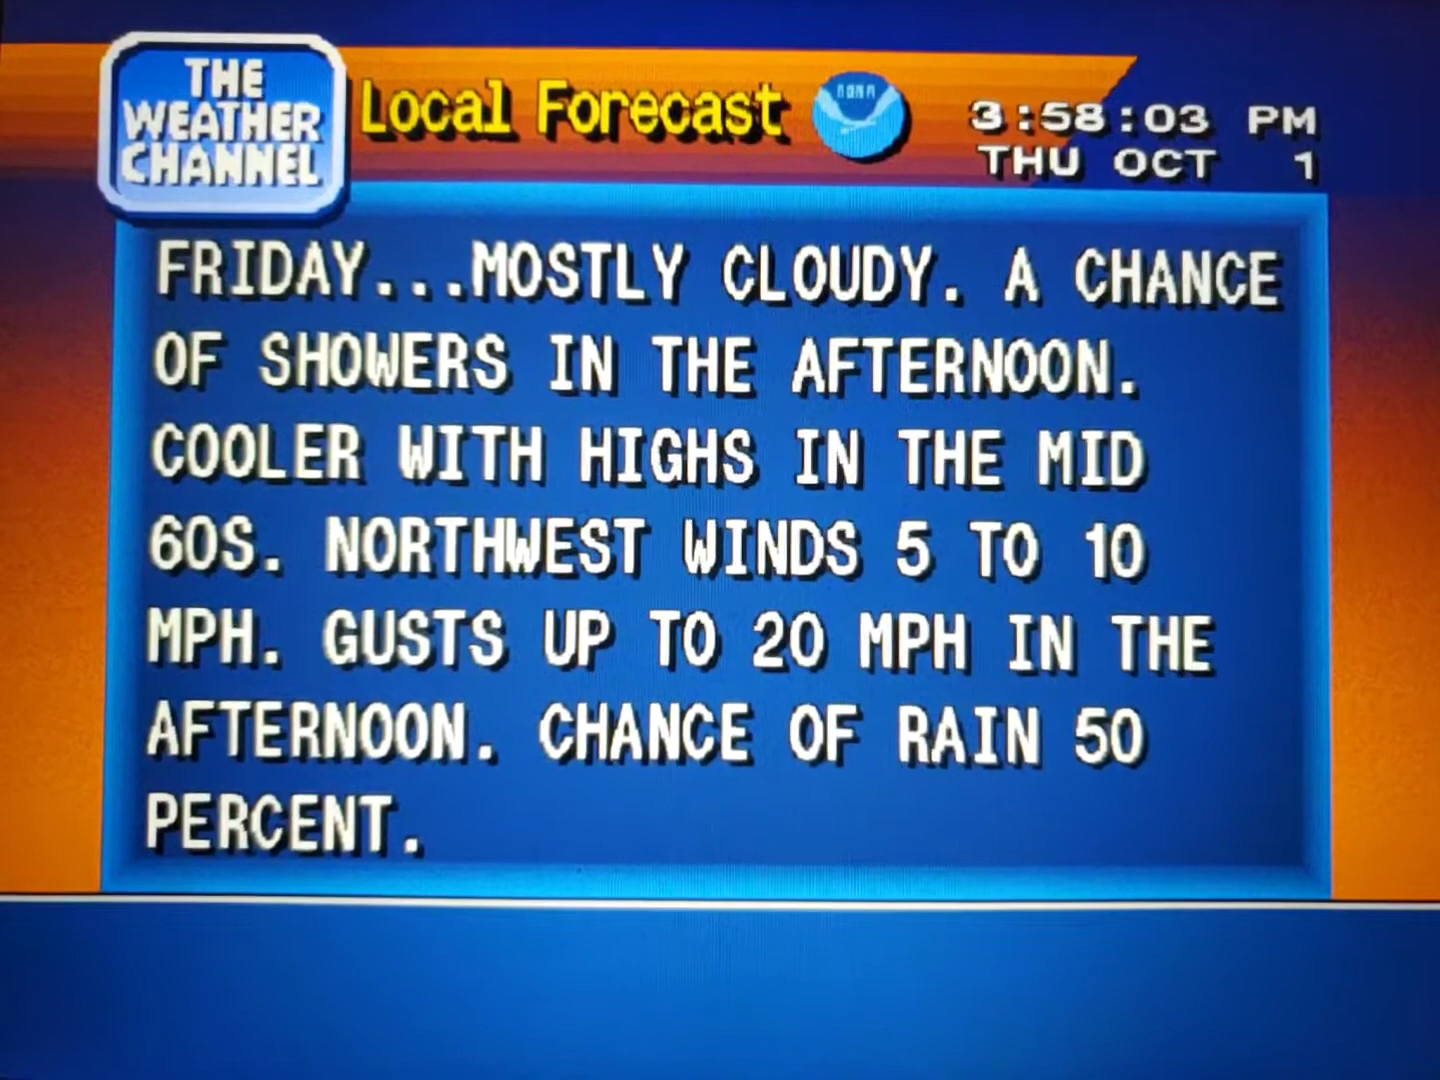 THE
WEATHER
CHANNEL
Local Forecast
NOAA
3:58:03 PM
THU OCT 1
FRIDAY...MOSTLY CLOUDY. A CHANCE
OF SHOWERS IN THE AFTERNOON.
COOLER WITH HIGHS IN THE MID
60S. NORTHWEST WINDS 5 TO 10
MPH. GUSTS UP TO 20 MPH IN THE
AFTERNOON. CHANCE OF RAIN 50
PERCENT.